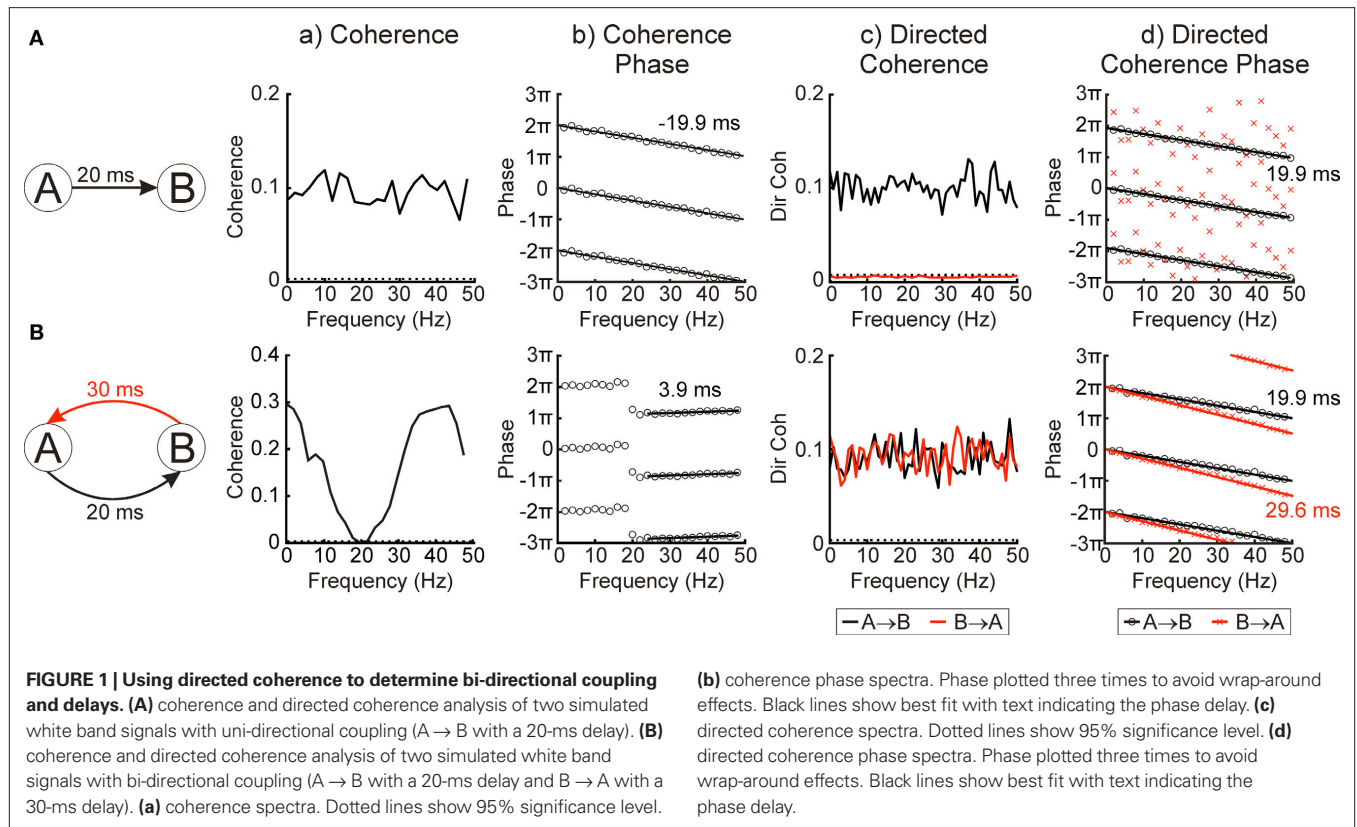 A
a) Coherence
b) Coherence
Phase
c) Directed
Coherence
d) Directed
Coherence Phase
A
20 ms
B
0.2
0.1
0
Coherence
0 10 20 30 40 50
Frequency (Hz)
3π
2π
1π
0
-1π
-2π
-3π
Phase
-19.9 ms
0 10 20 30 40 50
Frequency (Hz)
0.2
0.1
0
Dir Coh
0 10 20 30 40 50
Frequency (Hz)
3π
2π
1π
0
-1π
-2π
-3π
Phase
19.9 ms
0 10 20 30 40 50
Frequency (Hz)
B
30 ms
A
B
20 ms
0.4
0.3
0.2
0.1
0
Coherence
0 10 20 30 40 50
Frequency (Hz)
3π
2π
1π
0
-1π
-2π
-3π
Phase
3.9 ms
0 10 20 30 40 50
Frequency (Hz)
0.2
0.1
0
Dir Coh
0 10 20 30 40 50
Frequency (Hz)
A→B B→A
3π
2π
1π
0
-1π
-2π
-3π
Phase
19.9 ms
29.6 ms
0 10 20 30 40 50
Frequency (Hz)
A→B B→A
FIGURE 1 | Using directed coherence to determine bi-directional coupling
and delays. (A) coherence and directed coherence analysis of two simulated
white band signals with uni-directional coupling (A → B with a 20-ms delay). (B)
coherence and directed coherence analysis of two simulated white band
signals with bi-directional coupling (A → B with a 20-ms delay and B → A with a
30-ms delay). (a) coherence spectra. Dotted lines show 95% significance level.
(b) coherence phase spectra. Phase plotted three times to avoid wrap-around
effects. Black lines show best fit with text indicating the phase delay. (c)
directed coherence spectra. Dotted lines show 95% significance level. (d)
directed coherence phase spectra. Phase plotted three times to avoid
wrap-around effects. Black lines show best fit with text indicating the
phase delay.